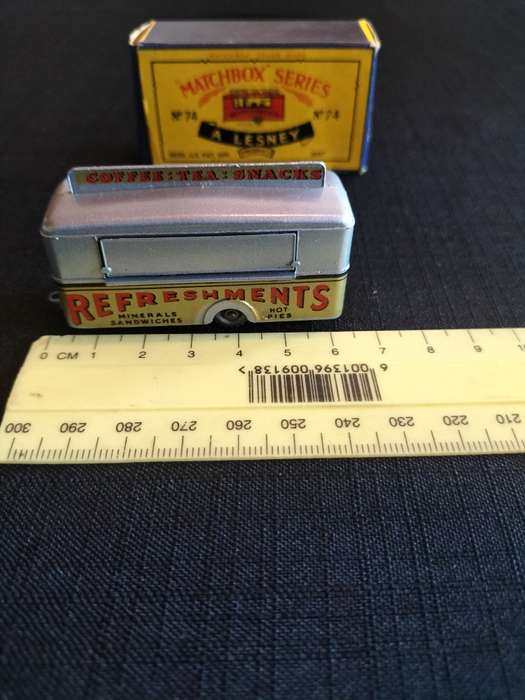 "MATCHBOX" SERIES
Nº 74
Nº 74
A LESNEY
COFFEE : TEA : SNACKS
REFRESHMENTS
MINERALS
SANDWICHES
HOT
PIES
0 CM 1 2 3 4 5 6 7 8 9 10
6 001396 009138 >
300 290 280 270 260 250 240 230 220 210